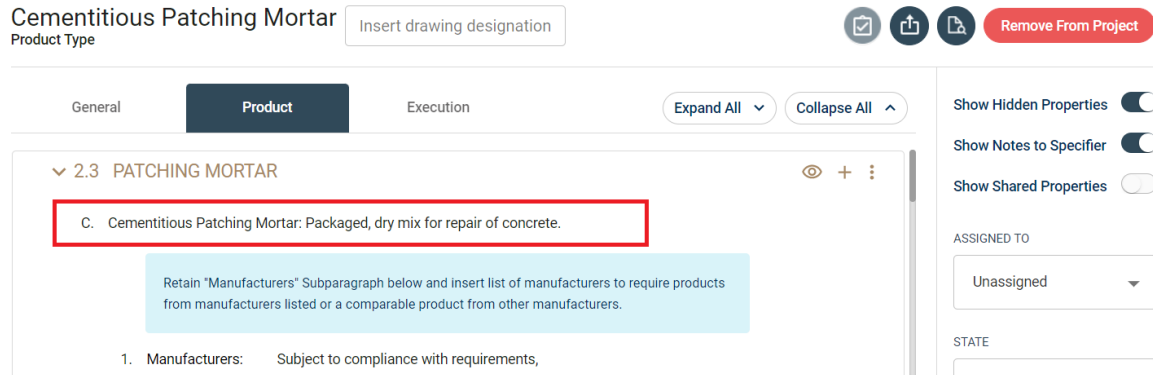 Cementitious Patching Mortar
Insert drawing designation
Remove From Project
Product Type
General
Product
Execution
Expand All
Collapse All
2.3 PATCHING MORTAR
C. Cementitious Patching Mortar: Packaged, dry mix for repair of concrete.
Retain "Manufacturers" Subparagraph below and insert list of manufacturers to require products
from manufacturers listed or a comparable product from other manufacturers.
1. Manufacturers: Subject to compliance with requirements,
Show Hidden Properties
Show Notes to Specifier
Show Shared Properties
ASSIGNED TO
Unassigned
STATE